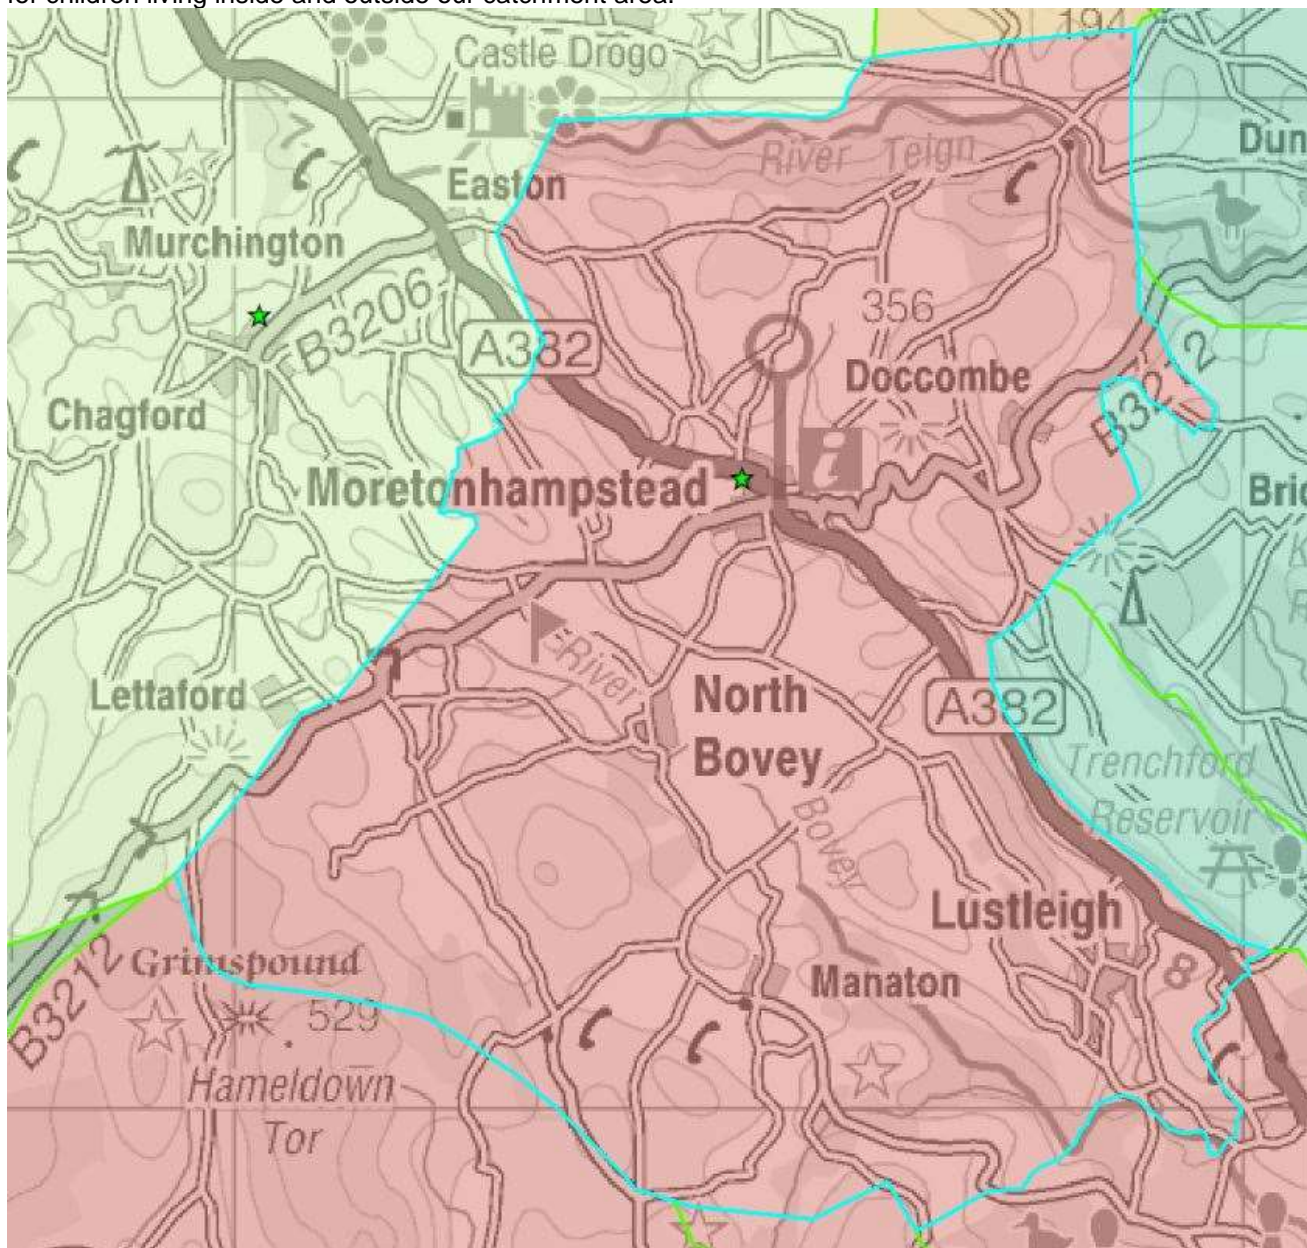 for children living inside and outside our catchment area.
194
Castle Drogo
River Teign
Dun
Easton
Murchington
B3206
356
A382
Doccombe
B3212
Chagford
Moretonhampstead
Bri
River
North
Bovey
A382
Lettaford
Trenchford
Reservoir
Bovey
Lustleigh
Grimspound
Manaton
8
B3212
529
Hameldown
Tor